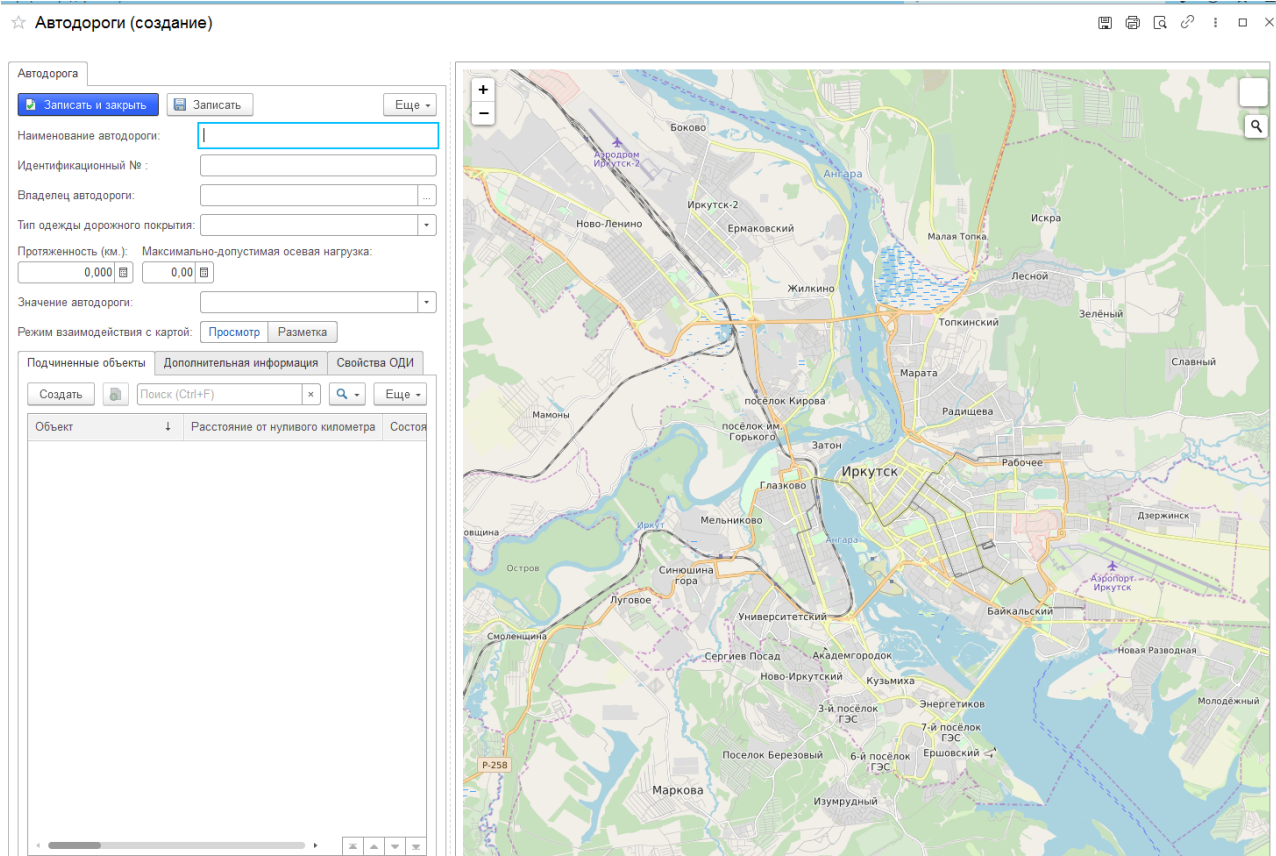 Автодороги (создание)
Автодорога
Записать и закрыть
Записать
Еще
Наименование автодороги:
Идентификационный № :
Владелец автодороги:
...
Тип одежды дорожного покрытия:
Протяженность (км.): Максимально-допустимая осевая нагрузка:
0,000
0,00
Значение автодороги:
Режим взаимодействия с картой: Просмотр Разметка
Подчиненные объекты Дополнительная информация Свойства ОДИ
Создать
Поиск (Ctrl+F)
×
Еще
Объект ↓ Расстояние от нуливого километра Состоя
+
−
Боково
Аэродром
Иркутск-2
Ангара
Иркутск-2
Ново-Ленино
Ермаковский
Искра
Малая Топка
Лесной
Жилкино
Зелёный
Топкинский
Славный
Марата
посёлок Кирова
Мамоны
Радищева
посёлок им.
Горького
Затон
Рабочее
Иркутск
Глазково
Дзержинск
Мельниково
Иркут
овщина
Ангара
Остров
Синюшина
гора
Аэропорт
Иркутск
Луговое
Байкальский
Университетский
Смоленщина
Новая Разводная
Сергиев Посад
Академгородок
Ново-Иркутский
Кузьмиха
Молодёжный
Энергетиков
3-й посёлок
ГЭС
7-й посёлок
ГЭС
Поселок Березовый
6-й посёлок
ГЭС
Ершовский
Р-258
Маркова
Изумрудный